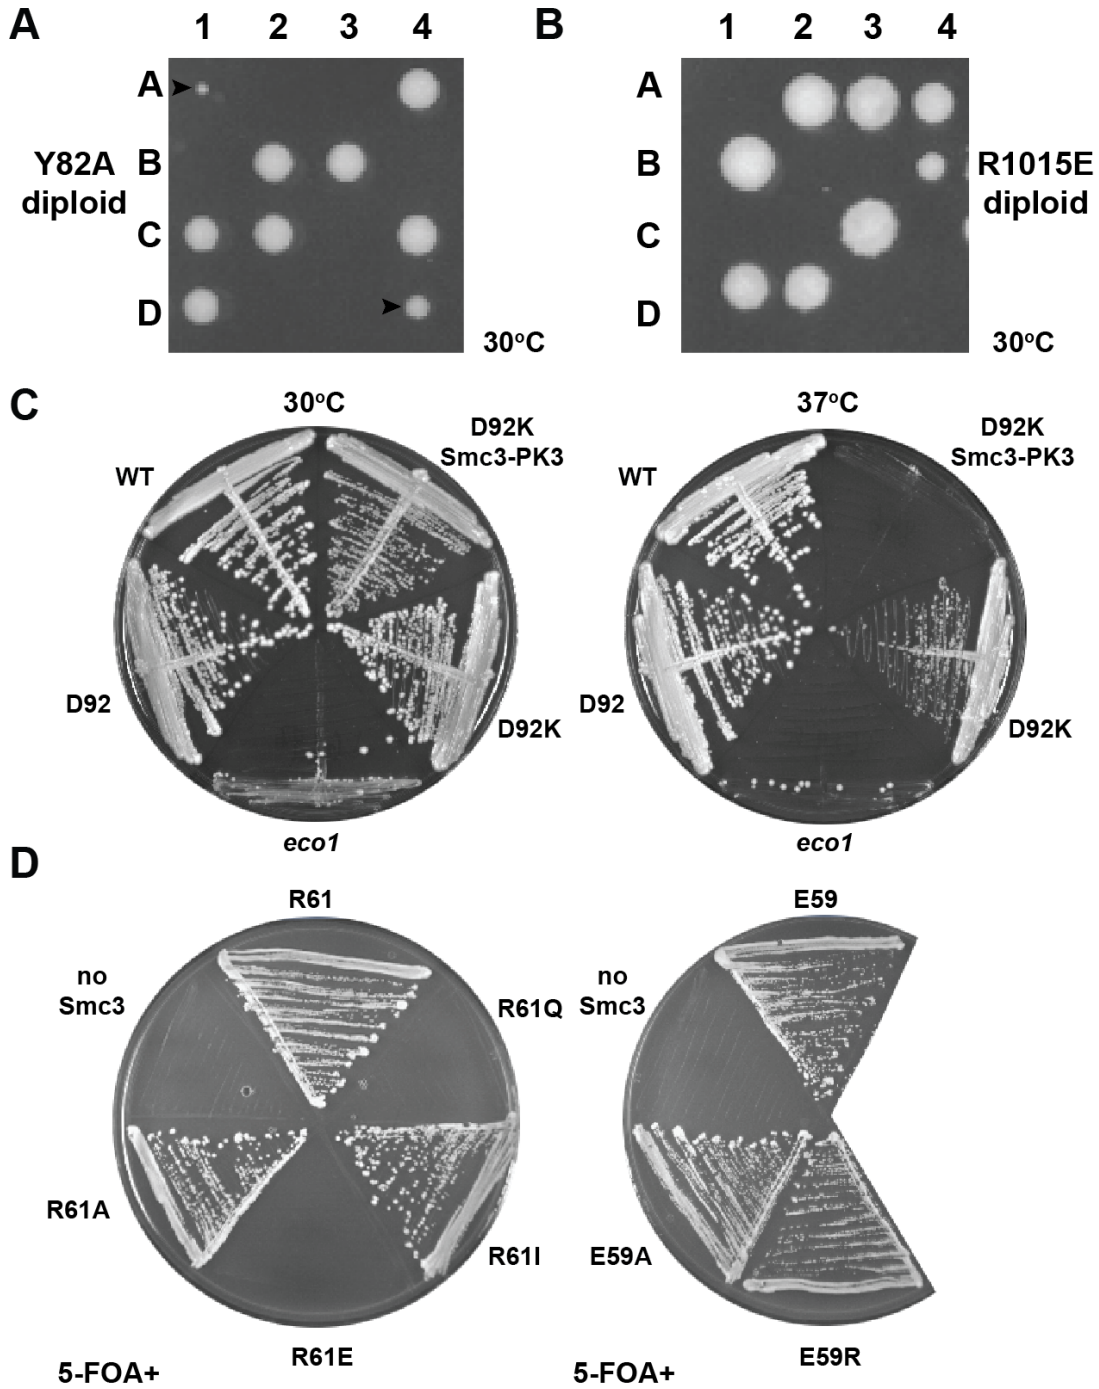 A
1 2 3 4
A
B
C
D
Y82A
diploid
30°C
B
1 2 3 4
A
B
C
D
R1015E
diploid
30°C
C
30°C
WT
D92K
Smc3-PK3
D92
D92K
eco1
37°C
WT
D92K
Smc3-PK3
D92
D92K
eco1
D
R61
no
Smc3
R61Q
R61A
R61I
R61E
5-FOA+
E59
no
Smc3
E59A
E59R
5-FOA+